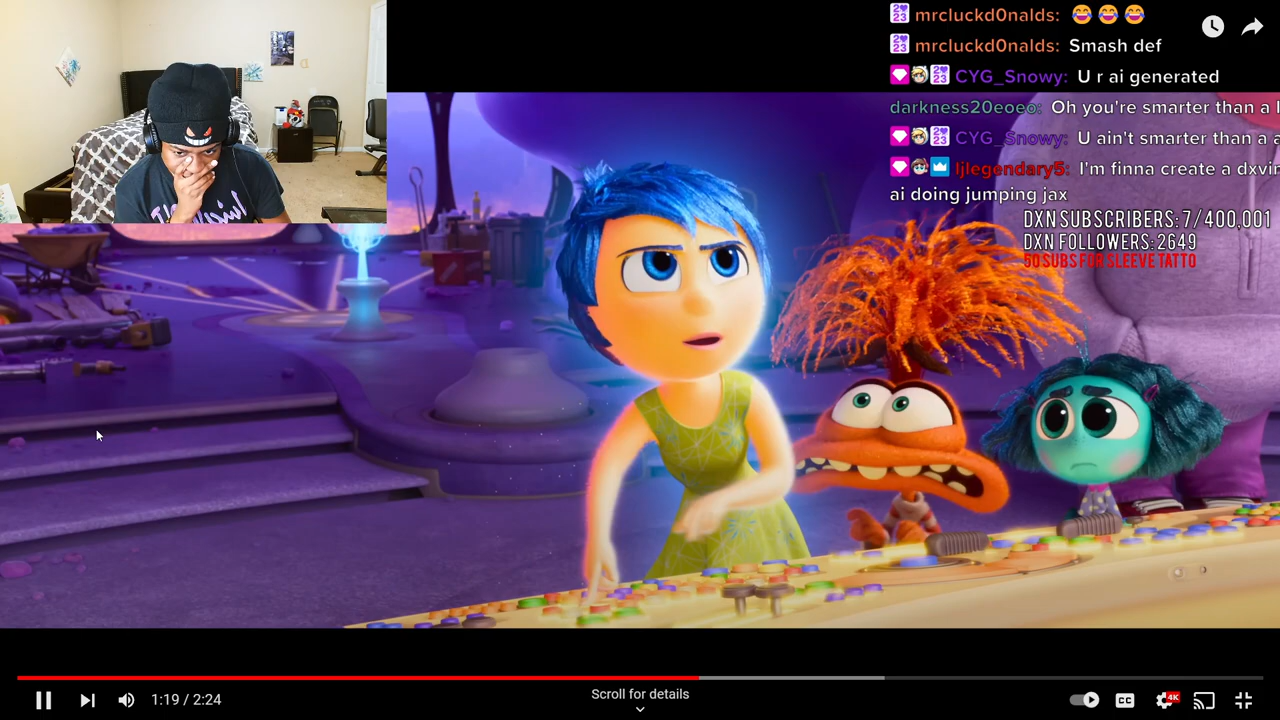 mrcluckd0nalds: 😂 😂 😂
mrcluckd0nalds: Smash def
CYG_Snowy: U r ai generated
darkness20eoeo: Oh you're smarter than a
CYG_Snowy: U ain't smarter than a
ljlegendary5: I'm finna create a dxvin
ai doing jumping jax
DXN SUBSCRIBERS: 7/400,001
DXN FOLLOWERS: 2649
50 SUBS FOR SLEEVE TATTO
1:19 / 2:24
Scroll for details
CC
4K